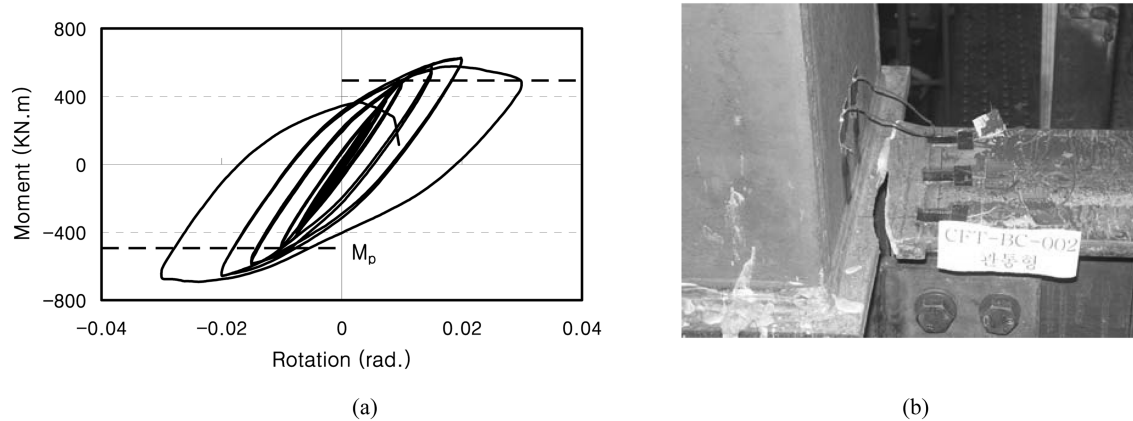 800
400
0
−400
−800
−0.04
−0.02
0
0.02
0.04
Moment (KN.m)
Rotation (rad.)
Mp
CFT-BC-002
관통형
(a)
(b)